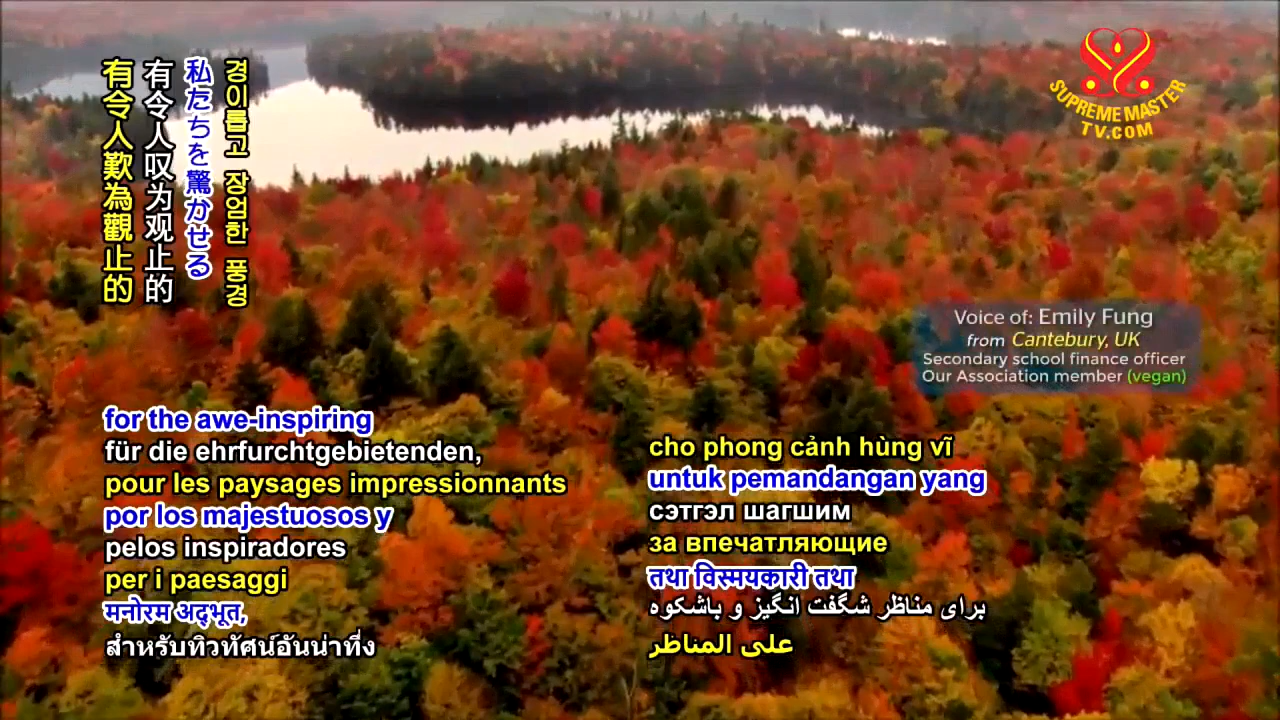 有令人歎為觀止的
有令人叹为观止的
私たちを驚かせる
경이롭고 장엄한 풍경
SUPREME MASTER
TV.COM
Voice of: Emily Fung
from Cantebury, UK
Secondary school finance officer
Our Association member (vegan)
for the awe-inspiring
für die ehrfurchtgebietenden,
pour les paysages impressionnants
por los majestuosos y
pelos inspiradores
per i paesaggi
मनोरम अद्भूत,
สำหรับทิวทัศน์อันน่าทึ่ง
cho phong cảnh hùng vĩ
untuk pemandangan yang
сэтгэл шагшим
за впечатляющие
तथा विस्मयकारी तथा
برای مناظر شگفت انگیز و باشکوه
على المناظر